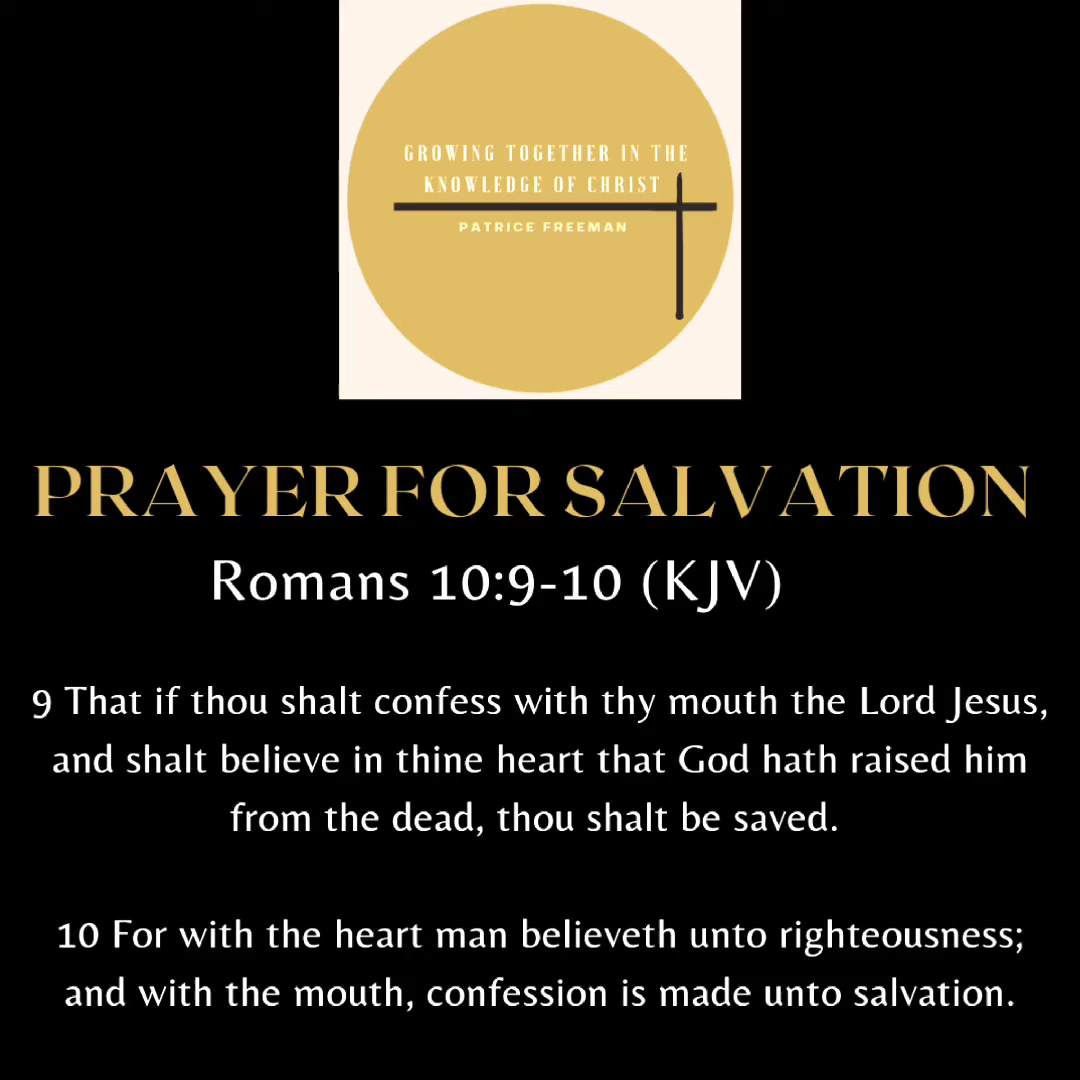 GROWING TOGETHER IN THE
KNOWLEDGE OF CHRIST
PATRICE FREEMAN
PRAYER FOR SALVATION
Romans 10:9-10 (KJV)
9 That if thou shalt confess with thy mouth the Lord Jesus,
and shalt believe in thine heart that God hath raised him
from the dead, thou shalt be saved.
10 For with the heart man believeth unto righteousness;
and with the mouth, confession is made unto salvation.